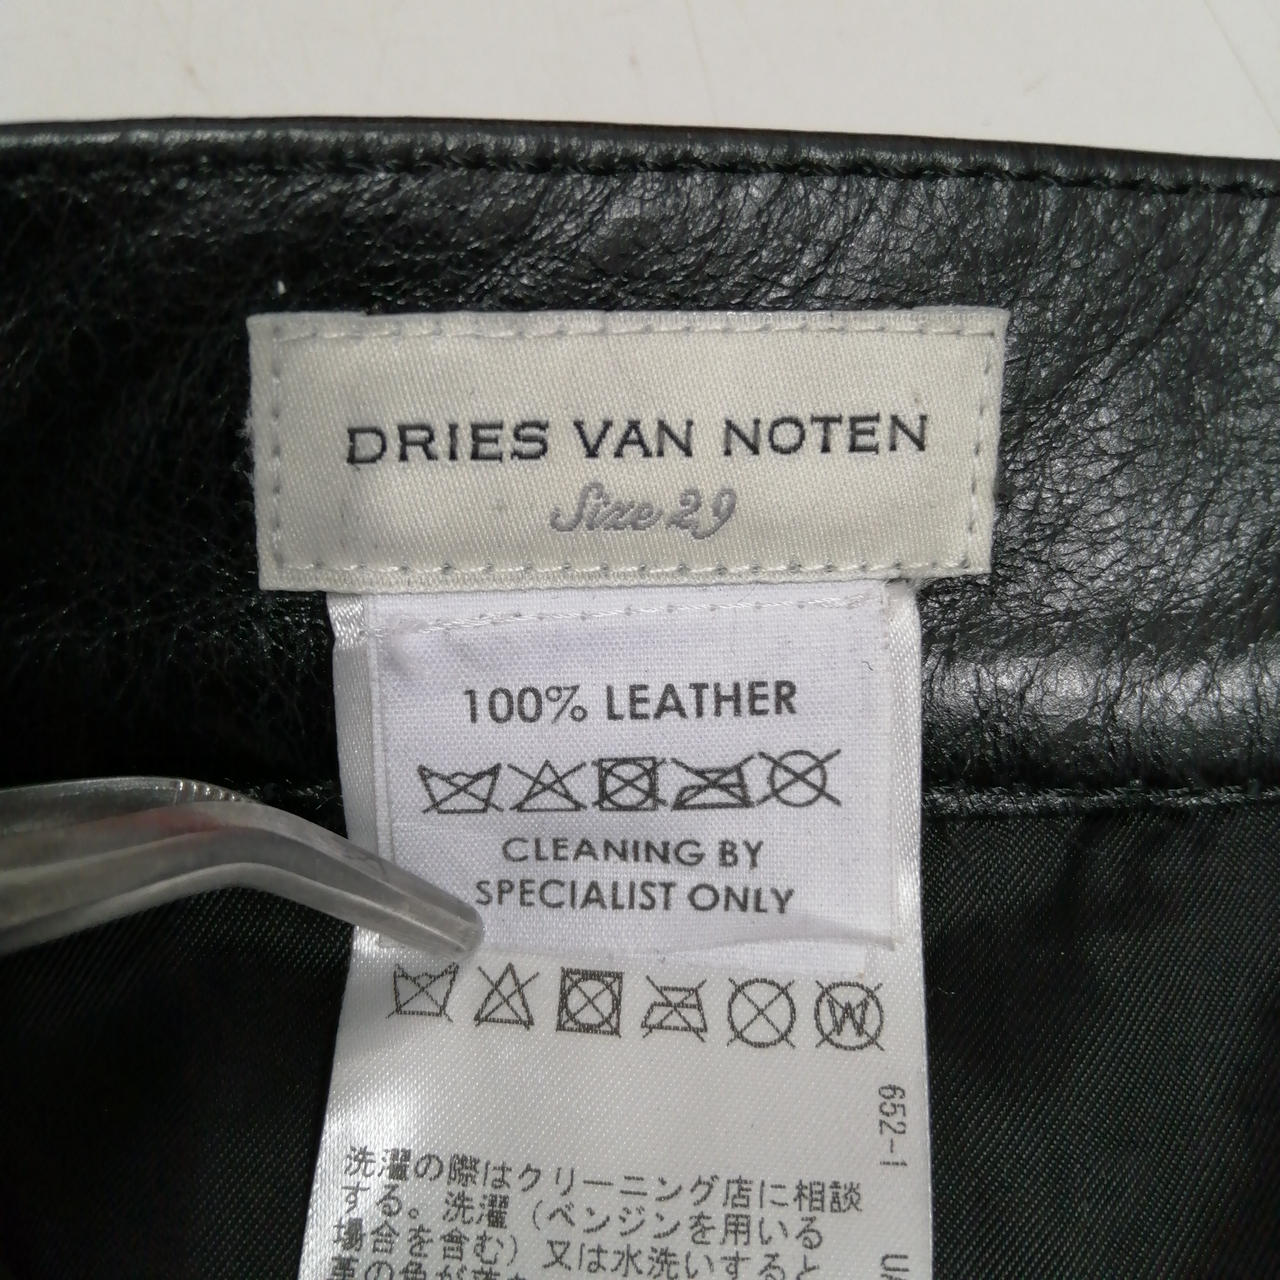 DRIES VAN NOTEN
Size 29
100% LEATHER
CLEANING BY
SPECIALIST ONLY
W
652-1
洗濯の際はクリーニング店に相談
する。洗濯（ベンジンを用いる
場合を含む）又は水洗いすると